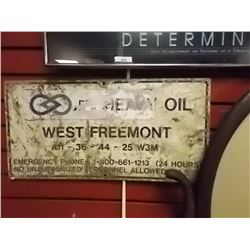 DETERMIN
HEAVY OIL
WEST FREEMONT
36 - 44 - 25 W3M
EMERGENCY PHONE 1-800-661-1213 (24 HOURS)
NO UNAUTHORIZED PERSONNEL ALLOWED